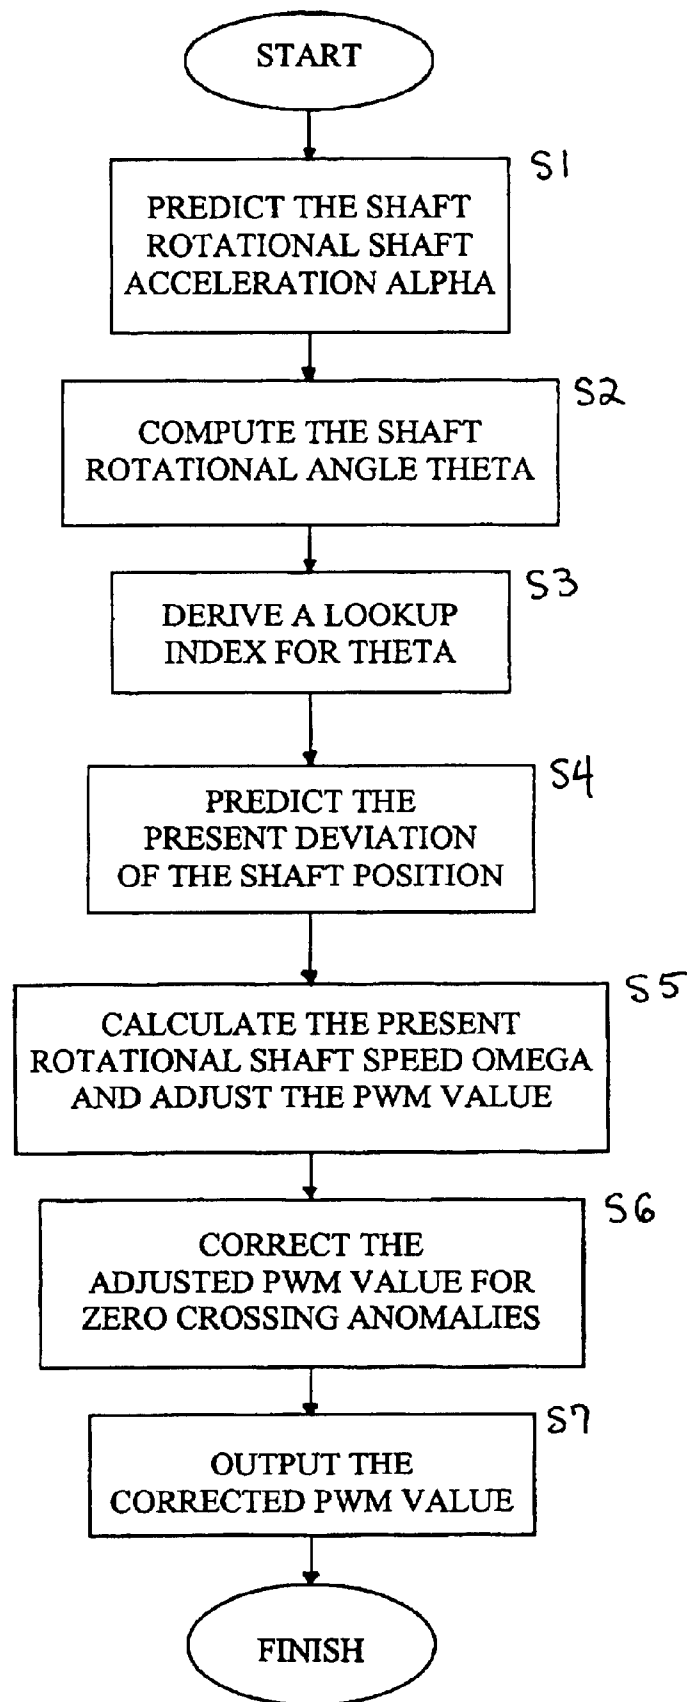 START
S1
PREDICT THE SHAFT
ROTATIONAL SHAFT
ACCELERATION ALPHA
S2
COMPUTE THE SHAFT
ROTATIONAL ANGLE THETA
S3
DERIVE A LOOKUP
INDEX FOR THETA
S4
PREDICT THE
PRESENT DEVIATION
OF THE SHAFT POSITION
S5
CALCULATE THE PRESENT
ROTATIONAL SHAFT SPEED OMEGA
AND ADJUST THE PWM VALUE
S6
CORRECT THE
ADJUSTED PWM VALUE FOR
ZERO CROSSING ANOMALIES
S7
OUTPUT THE
CORRECTED PWM VALUE
FINISH